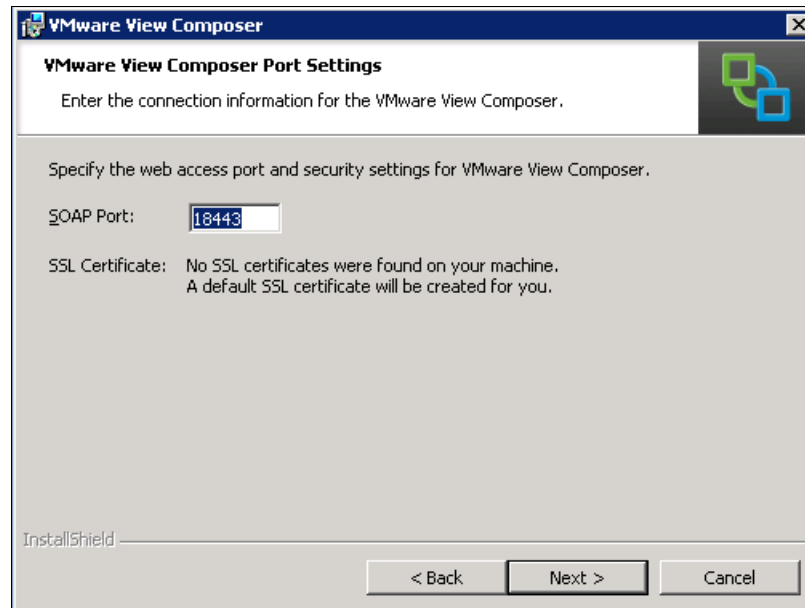 VMware View Composer
VMware View Composer Port Settings
Enter the connection information for the VMware View Composer.
Specify the web access port and security settings for VMware View Composer.
SOAP Port: 18443
SSL Certificate: No SSL certificates were found on your machine.
A default SSL certificate will be created for you.
InstallShield
< Back Next > Cancel